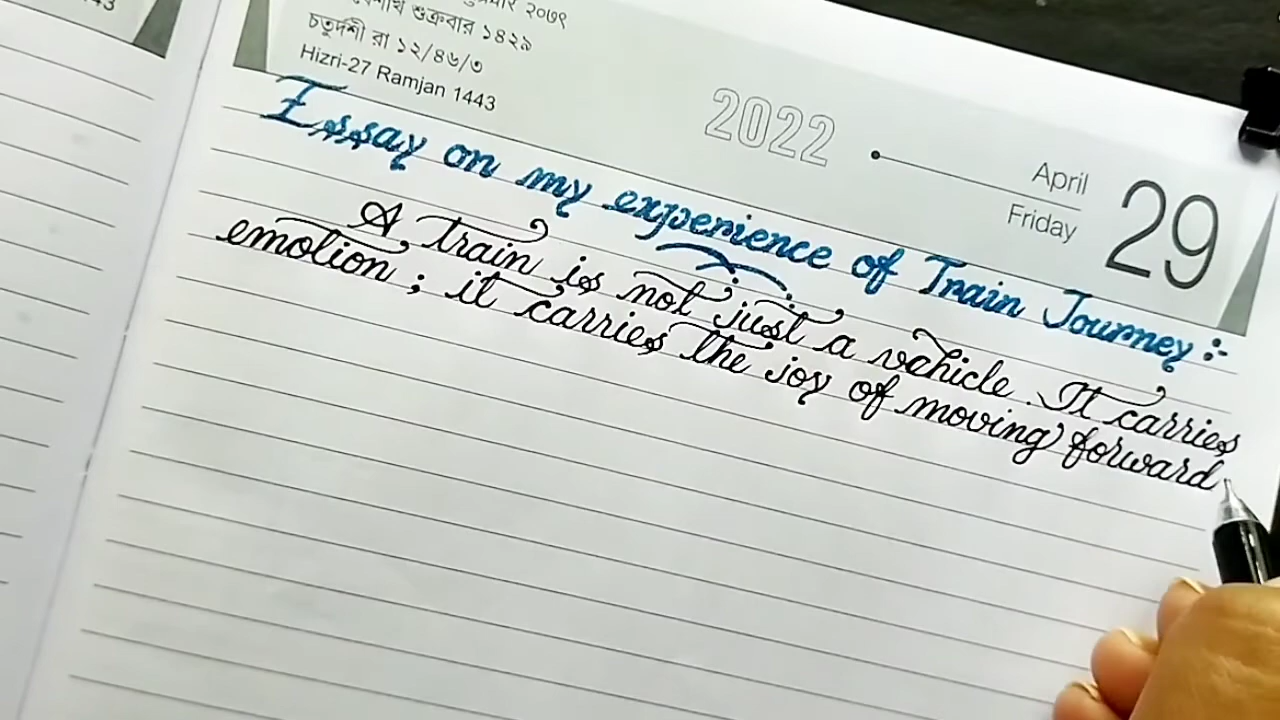 শুক্রবার ১৪২৯
২০৭৯
চতুর্দশী রা ১২/৪৬/৩
Hizri-27 Ramjan 1443
2022
April
Friday
29
Essay on my experience of Train Journey :-
A train is not just a vehicle. It carries
emotion ; it carries the joy of moving forward